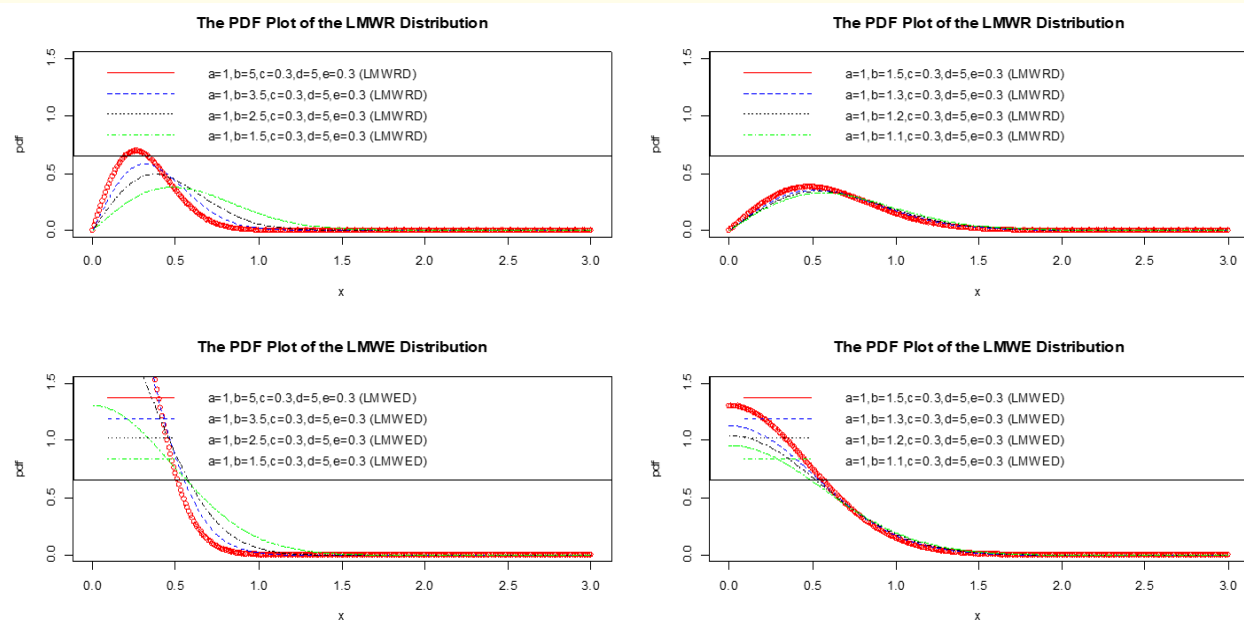 The PDF Plot of the LMWR Distribution
pdf
0.0 0.5 1.0 1.5
a=1,b=5,c=0.3,d=5,e=0.3 (LMWRD)
a=1,b=3.5,c=0.3,d=5,e=0.3 (LMWRD)
a=1,b=2.5,c=0.3,d=5,e=0.3 (LMWRD)
a=1,b=1.5,c=0.3,d=5,e=0.3 (LMWRD)
0.0 0.5 1.0 1.5 2.0 2.5 3.0
x
The PDF Plot of the LMWR Distribution
pdf
0.0 0.5 1.0 1.5
a=1,b=1.5,c=0.3,d=5,e=0.3 (LMWRD)
a=1,b=1.3,c=0.3,d=5,e=0.3 (LMWRD)
a=1,b=1.2,c=0.3,d=5,e=0.3 (LMWRD)
a=1,b=1.1,c=0.3,d=5,e=0.3 (LMWRD)
0.0 0.5 1.0 1.5 2.0 2.5 3.0
x
The PDF Plot of the LMWE Distribution
pdf
0.0 0.5 1.0 1.5
a=1,b=5,c=0.3,d=5,e=0.3 (LMWED)
a=1,b=3.5,c=0.3,d=5,e=0.3 (LMWED)
a=1,b=2.5,c=0.3,d=5,e=0.3 (LMWED)
a=1,b=1.5,c=0.3,d=5,e=0.3 (LMWED)
0.0 0.5 1.0 1.5 2.0 2.5 3.0
x
The PDF Plot of the LMWE Distribution
pdf
0.0 0.5 1.0 1.5
a=1,b=1.5,c=0.3,d=5,e=0.3 (LMWED)
a=1,b=1.3,c=0.3,d=5,e=0.3 (LMWED)
a=1,b=1.2,c=0.3,d=5,e=0.3 (LMWED)
a=1,b=1.1,c=0.3,d=5,e=0.3 (LMWED)
0.0 0.5 1.0 1.5 2.0 2.5 3.0
x